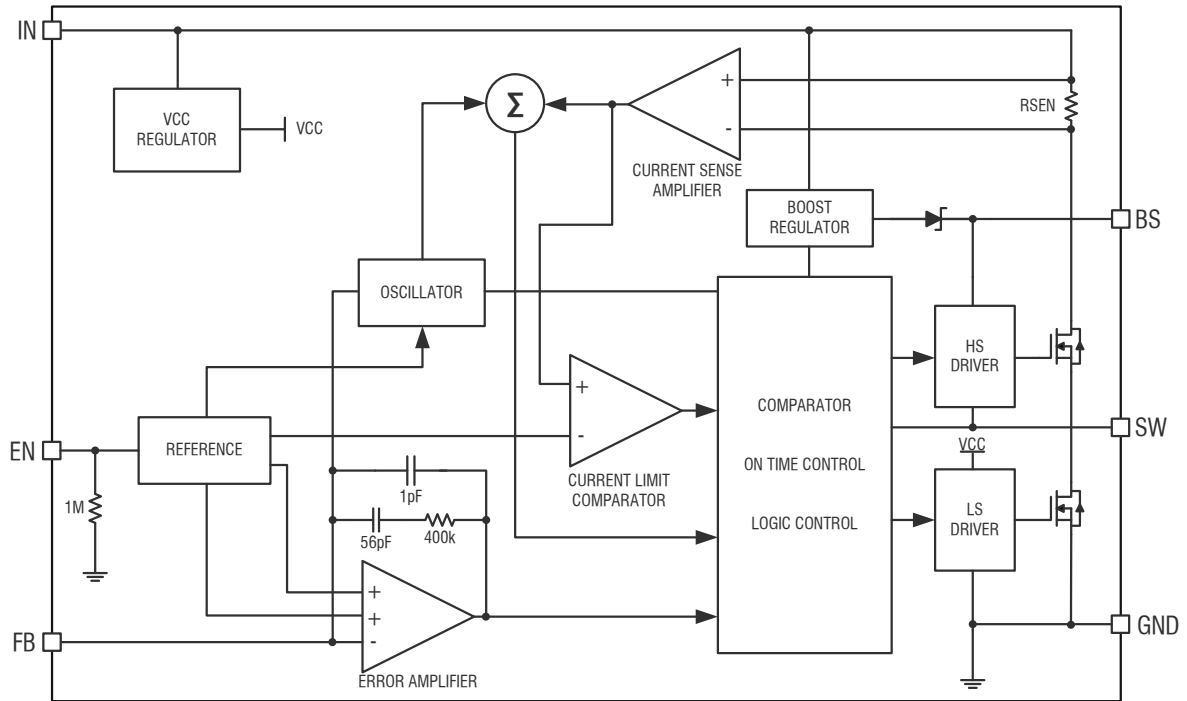 IN
VCC
REGULATOR
VCC
Σ
+
-
CURRENT SENSE
AMPLIFIER
RSEN
BOOST
REGULATOR
BS
OSCILLATOR
HS
DRIVER
+
-
CURRENT LIMIT
COMPARATOR
COMPARATOR
ON TIME CONTROL
LOGIC CONTROL
SW
EN
REFERENCE
1M
1pF
56pF
400k
VCC
LS
DRIVER
+
+
-
ERROR AMPLIFIER
FB
GND